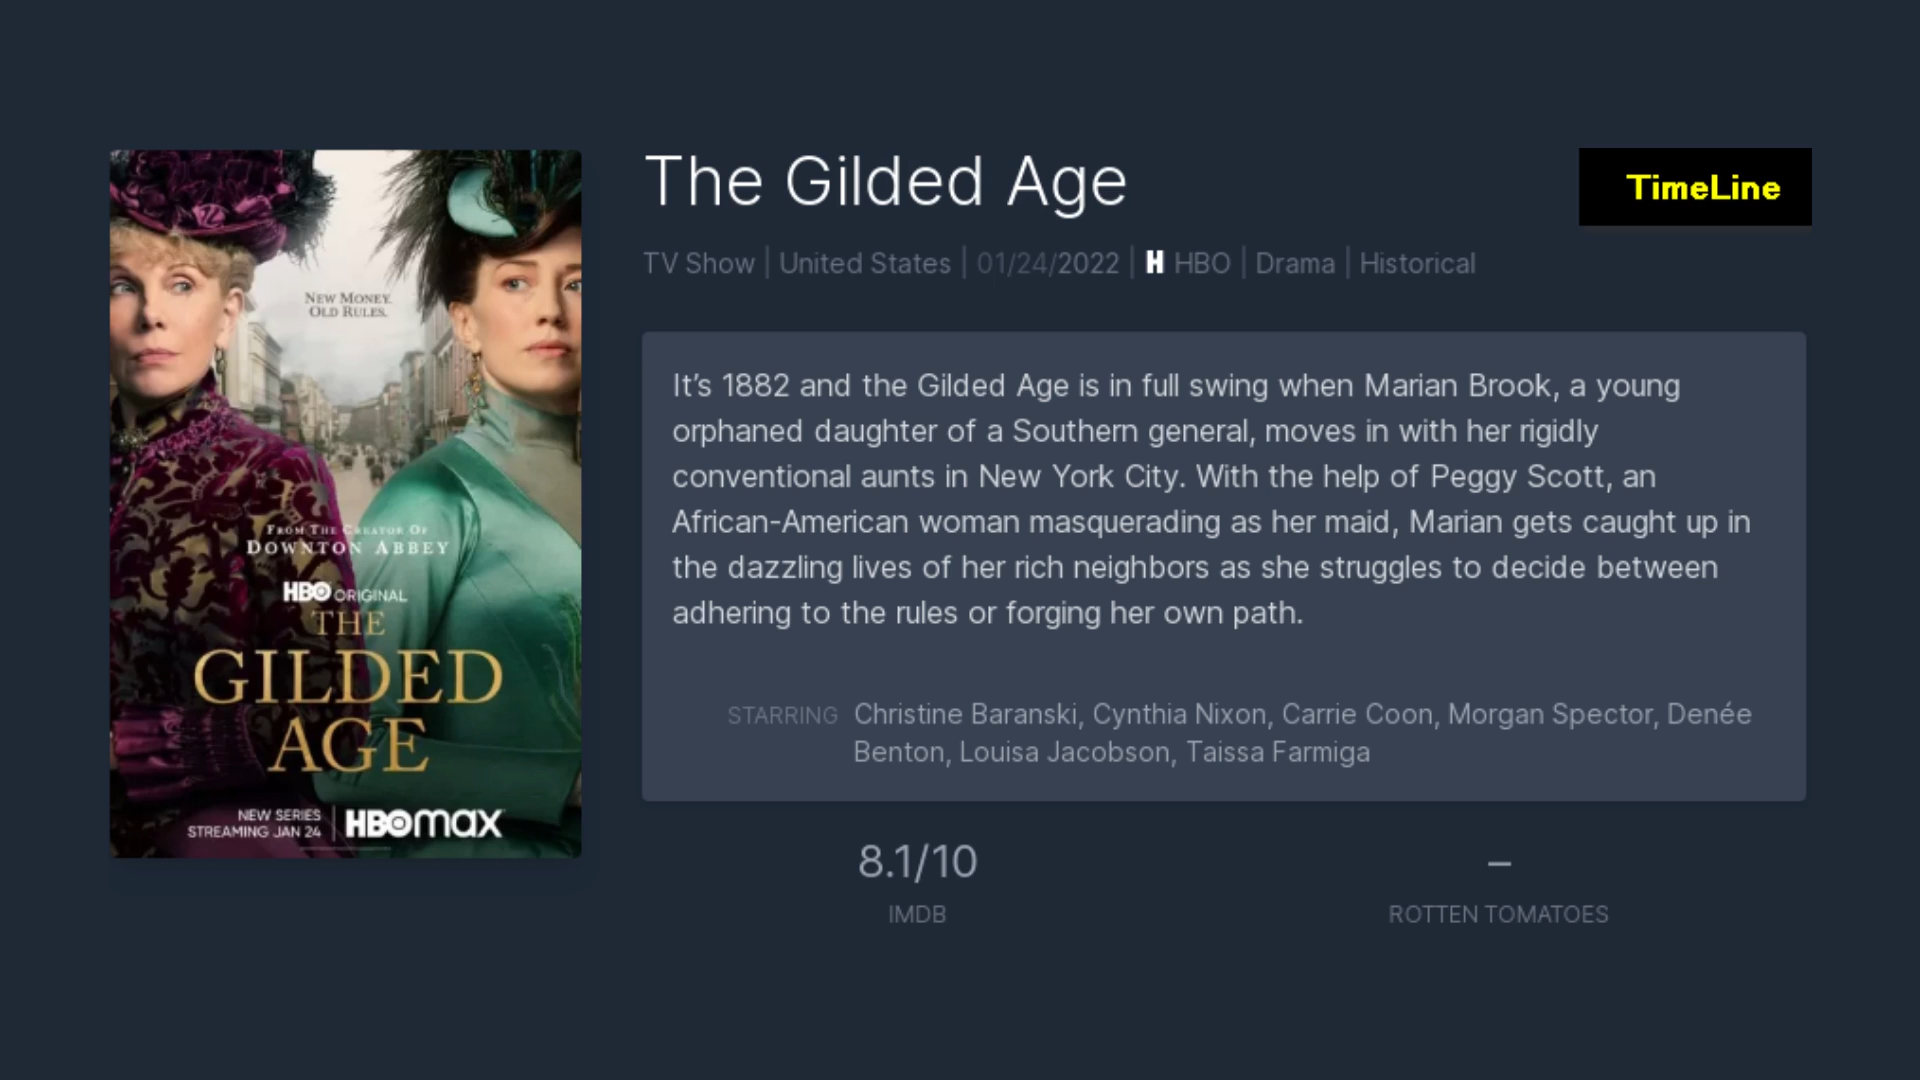 NEW MONEY.
OLD RULES.
FROM THE CREATOR OF
DOWNTON ABBEY
HBO ORIGINAL
THE
GILDED
AGE
NEW SERIES
STREAMING JAN 24
HBOmax
The Gilded Age
TimeLine
TV Show | United States | 01/24/2022 | H HBO | Drama | Historical
It’s 1882 and the Gilded Age is in full swing when Marian Brook, a young
orphaned daughter of a Southern general, moves in with her rigidly
conventional aunts in New York City. With the help of Peggy Scott, an
African-American woman masquerading as her maid, Marian gets caught up in
the dazzling lives of her rich neighbors as she struggles to decide between
adhering to the rules or forging her own path.
STARRING Christine Baranski, Cynthia Nixon, Carrie Coon, Morgan Spector, Denée
Benton, Louisa Jacobson, Taissa Farmiga
8.1/10
IMDB
–
ROTTEN TOMATOES